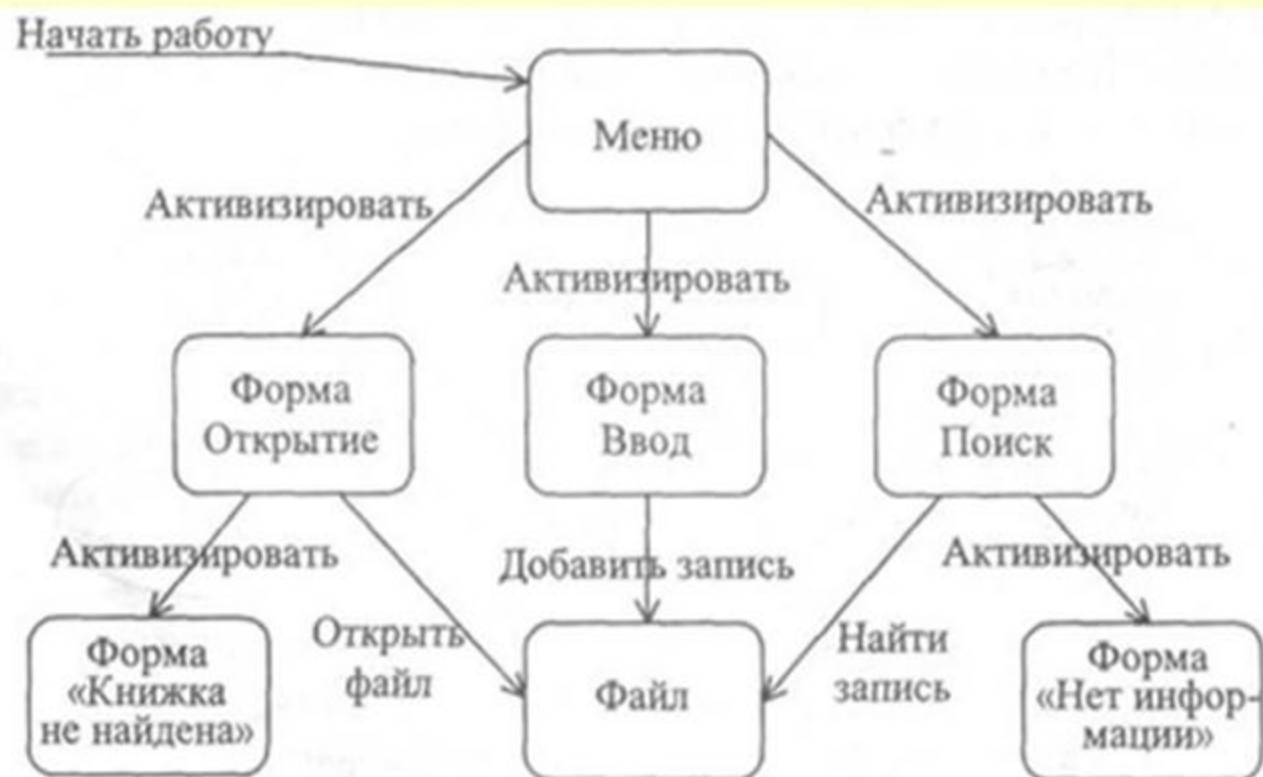 Начать работу
Меню
Активизировать
Активизировать
Активизировать
Форма
Открытие
Форма
Ввод
Форма
Поиск
Активизировать
Добавить запись
Активизировать
Открыть
файл
Найти
запись
Форма
«Книжка
не найдена»
Файл
Форма
«Нет инфор-
мации»